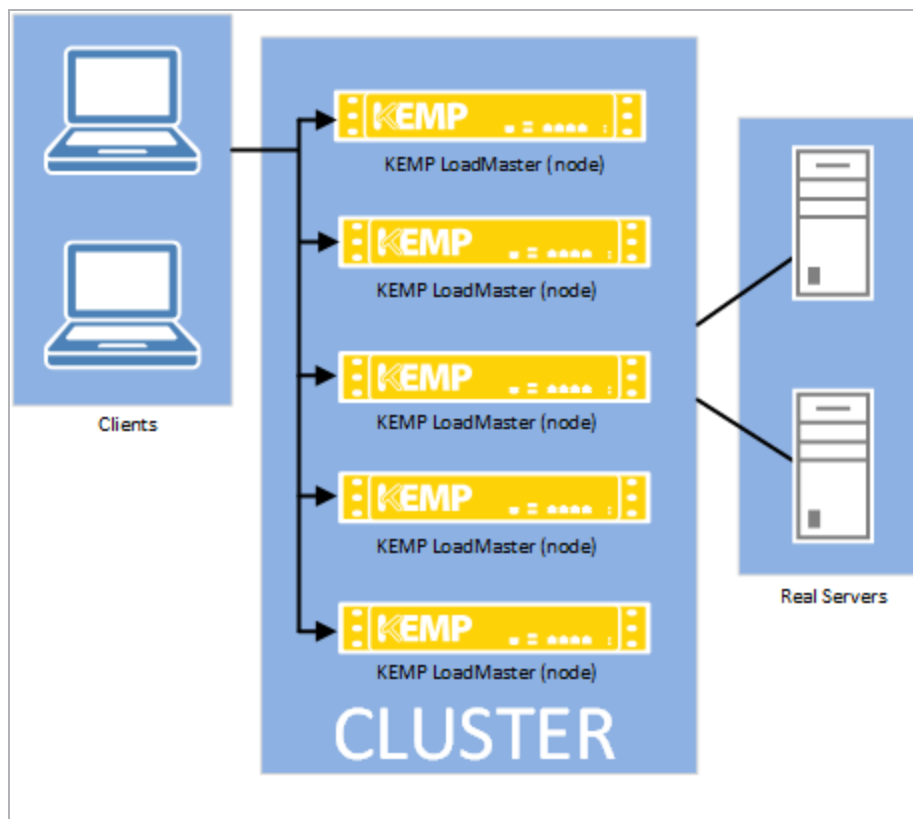 KEMP
KEMP LoadMaster (node)
KEMP
KEMP LoadMaster (node)
KEMP
KEMP LoadMaster (node)
KEMP
KEMP LoadMaster (node)
KEMP
KEMP LoadMaster (node)
CLUSTER
Clients
Real Servers